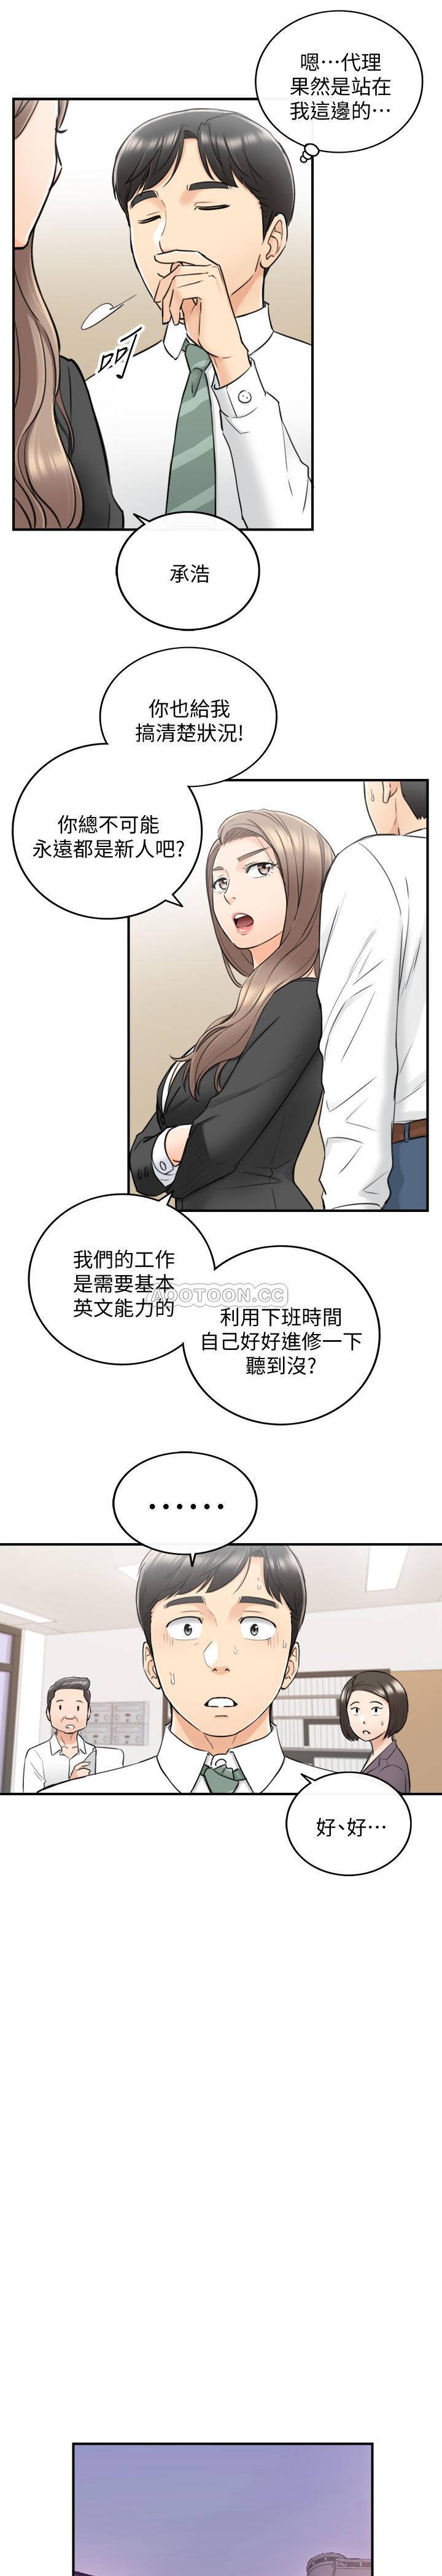 嗯…代理
果然是站在
我這邊的…
呵
承浩
你也給我
搞清楚狀況!
你總不可能
永遠都是新人吧?
我們的工作
是需要基本
英文能力的
利用下班時間
自己好好進修一下
聽到沒?
······
好、好…